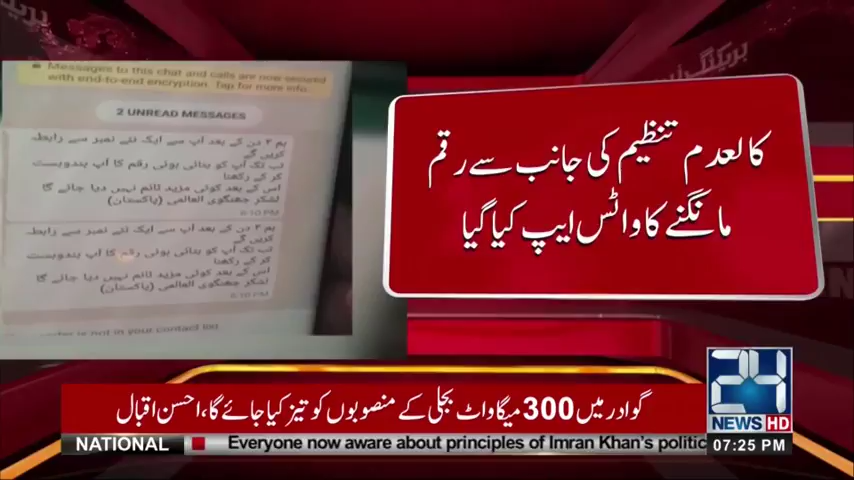 Messages to this chat and calls are now secured
with end-to-end encryption. Tap for more info.
2 UNREAD MESSAGES
ہم ۲ دن کے بعد آپ سے ایک نئے نمبر سے رابطہ
کریں گے
تب تک آپ کو بتائی ہوئی رقم کا آپ بندوبست
کر کے رکھنا
اس کے بعد کوئی مزید ٹائم نہیں دیا جائے گا
لشکر جھنگوی العالمی (پاکستان)
6:10 PM
ہم ۲ دن کے بعد آپ سے ایک نئے نمبر سے رابطہ
کریں گے
تب تک آپ کو بتائی ہوئی رقم کا آپ بندوبست
کر کے رکھنا
اس کے بعد کوئی مزید ٹائم نہیں دیا جائے گا
لشکر جھنگوی العالمی (پاکستان)
6:10 PM
is not in your contact list
کالعدم تنظیم کی جانب سے رقم
مانگنے کا واٹس ایپ کیا گیا
گوادر میں 300 میگاواٹ بجلی کے منصوبوں کو تیز کیا جائے گا، احسن اقبال
24
NEWS HD
NATIONAL Everyone now aware about principles of Imran Khan's politic
07:25 PM